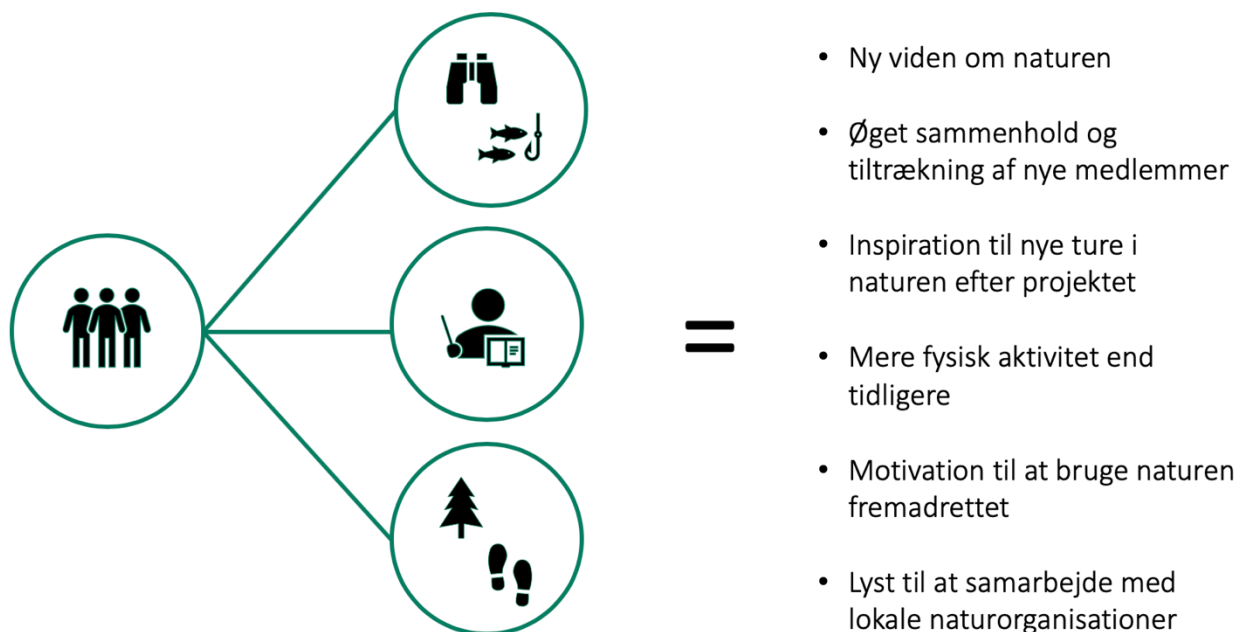 =
• Ny viden om naturen
• Øget sammenhold og
tiltrækning af nye medlemmer
• Inspiration til nye ture i
naturen efter projektet
• Mere fysisk aktivitet end
tidligere
• Motivation til at bruge naturen
fremadrettet
• Lyst til at samarbejde med
lokale naturorganisationer